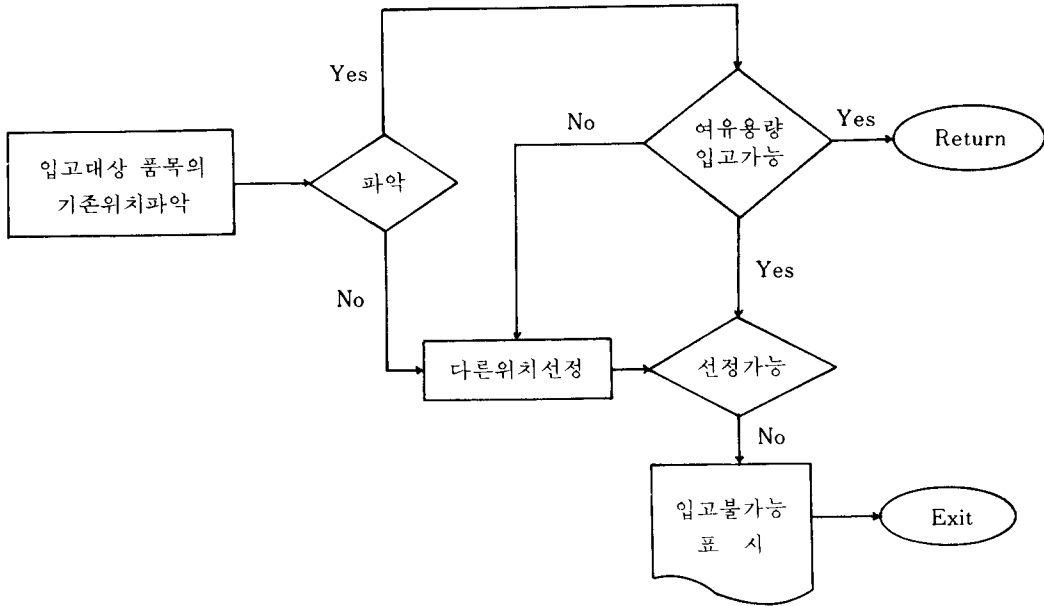 Yes
No
여유용량
입고가능
Yes
Return
입고대상 품목의
기존위치파악
파악
No
Yes
다른위치선정
선정가능
No
입고불가능
표 시
Exit